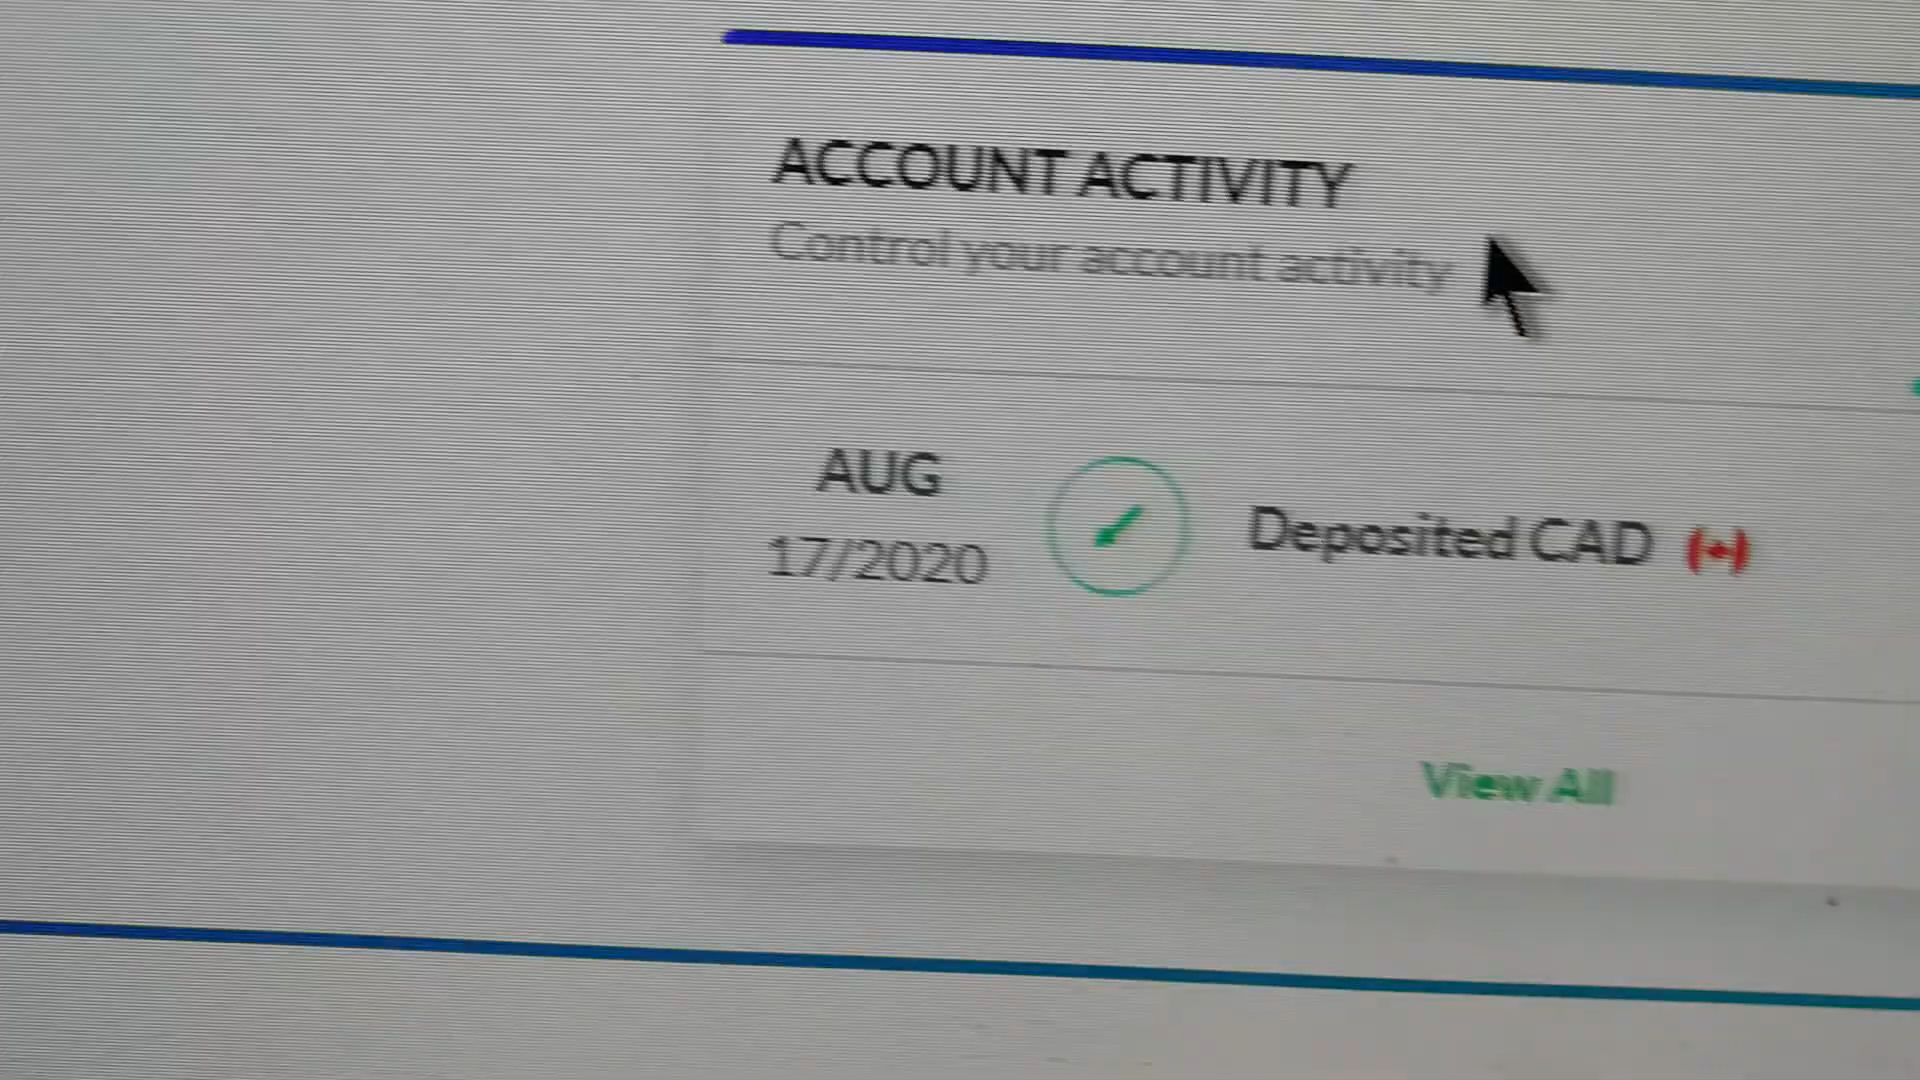 ACCOUNT ACTIVITY
Control your account activity
AUG
17/2020
Deposited CAD
View All